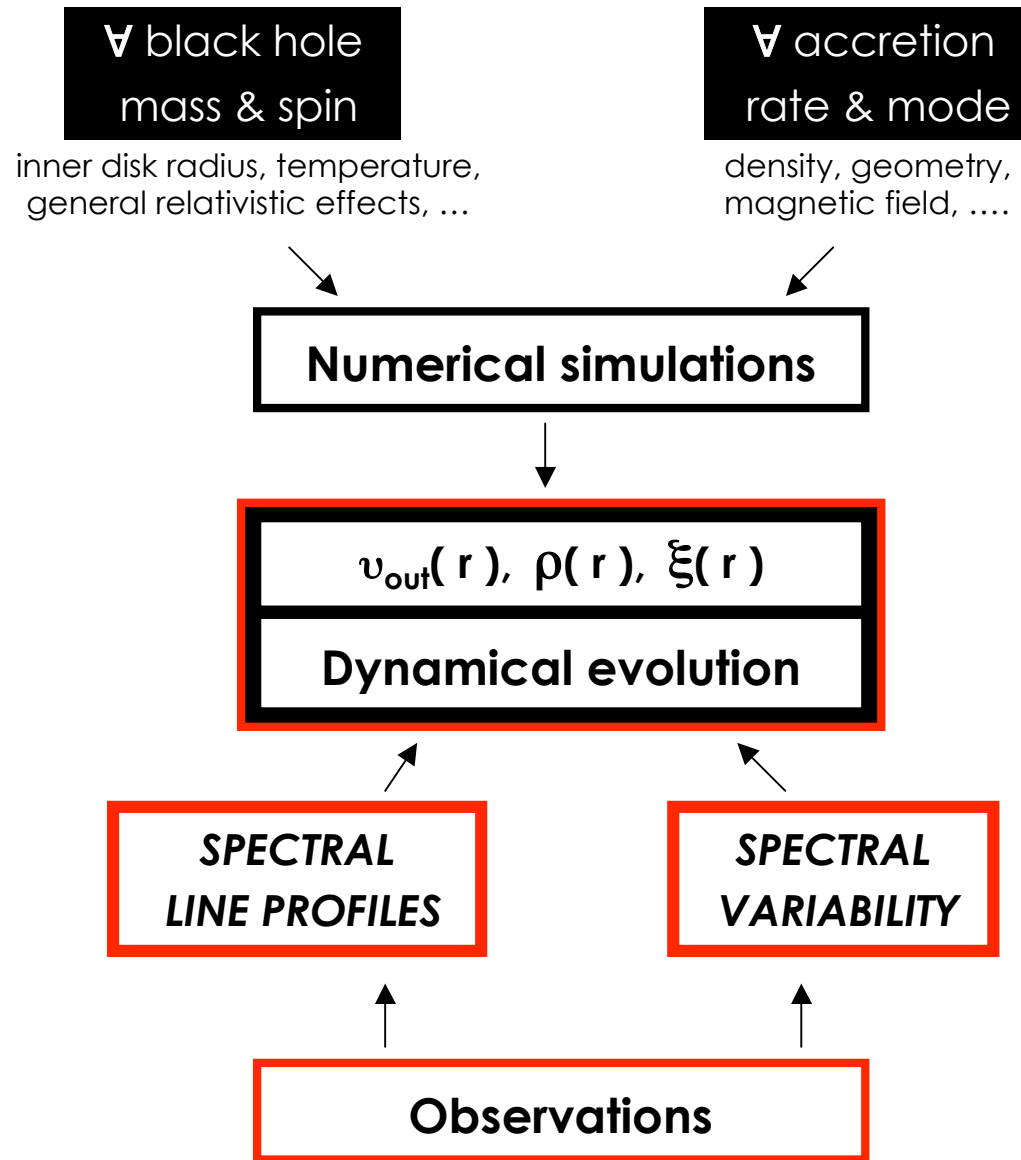 ∀ black hole
mass & spin
inner disk radius, temperature,
general relativistic effects, …
∀ accretion
rate & mode
density, geometry,
magnetic field, ….
Numerical simulations
υout( r ), ρ( r ), ξ( r )
Dynamical evolution
SPECTRAL
LINE PROFILES
SPECTRAL
VARIABILITY
Observations